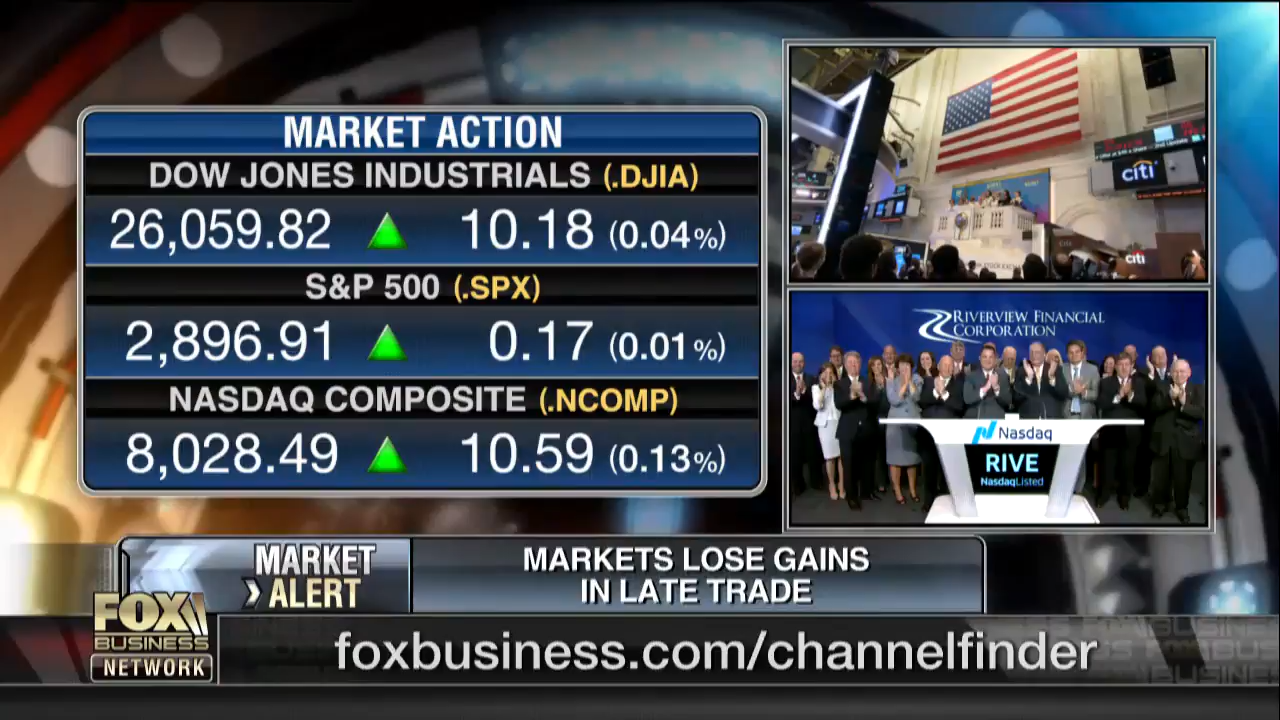 MARKET ACTION
DOW JONES INDUSTRIALS (.DJIA)
26,059.82 ▲ 10.18 (0.04%)
S&P 500 (.SPX)
2,896.91 ▲ 0.17 (0.01%)
NASDAQ COMPOSITE (.NCOMP)
8,028.49 ▲ 10.59 (0.13%)
citi
citi
RIVERVIEW FINANCIAL
CORPORATION
Nasdaq
RIVE
NasdaqListed
MARKET
ALERT
MARKETS LOSE GAINS
IN LATE TRADE
FOX
BUSINESS
NETWORK
foxbusiness.com/channelfinder